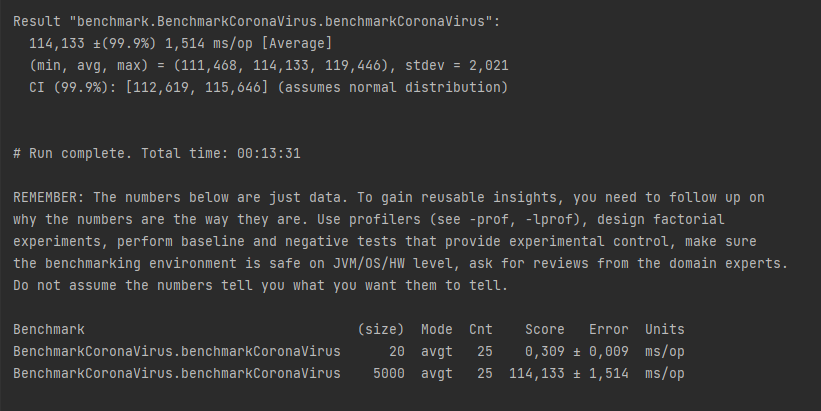 Result "benchmark.BenchmarkCoronaVirus.benchmarkCoronaVirus":
114,133 ±(99.9%) 1,514 ms/op [Average]
(min, avg, max) = (111,468, 114,133, 119,446), stdev = 2,021
CI (99.9%): [112,619, 115,646] (assumes normal distribution)
# Run complete. Total time: 00:13:31
REMEMBER: The numbers below are just data. To gain reusable insights, you need to follow up on
why the numbers are the way they are. Use profilers (see -prof, -lprof), design factorial
experiments, perform baseline and negative tests that provide experimental control, make sure
the benchmarking environment is safe on JVM/OS/HW level, ask for reviews from the domain experts.
Do not assume the numbers tell you what you want them to tell.
Benchmark (size) Mode Cnt Score Error Units
BenchmarkCoronaVirus.benchmarkCoronaVirus 20 avgt 25 0,309 ± 0,009 ms/op
BenchmarkCoronaVirus.benchmarkCoronaVirus 5000 avgt 25 114,133 ± 1,514 ms/op